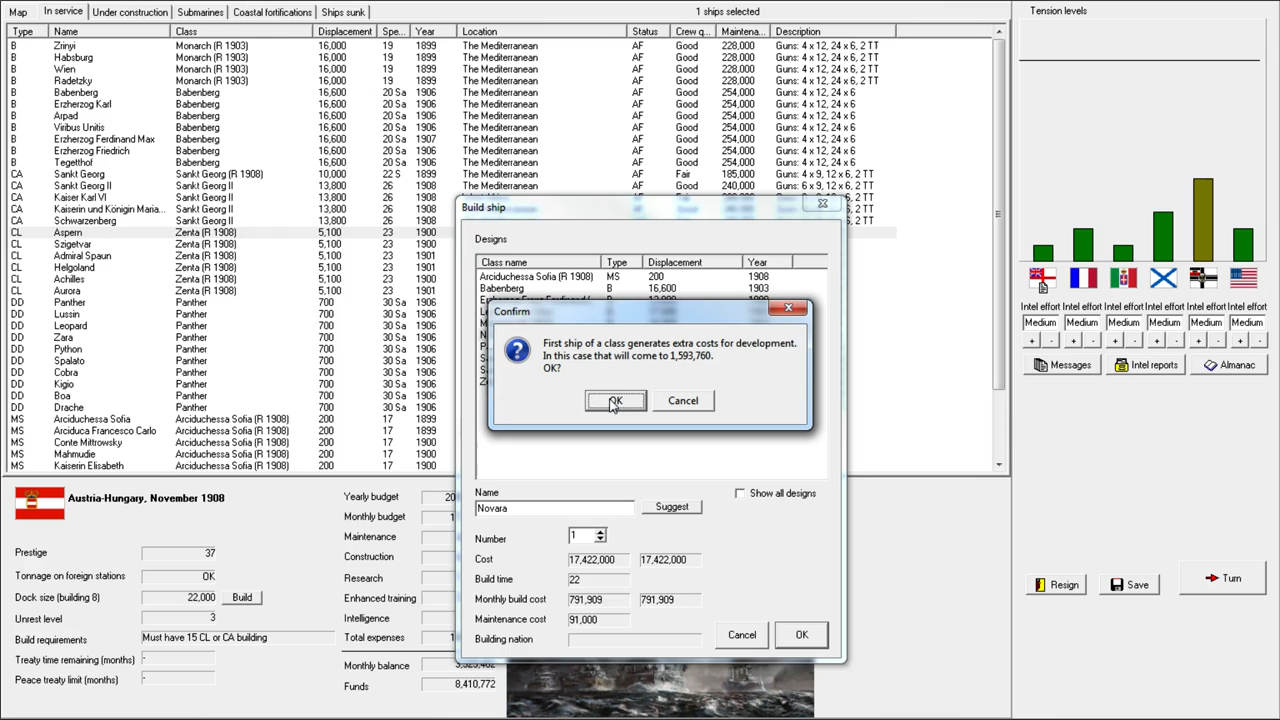 Map In service Under construction Submarines Coastal fortifications Ships sunk 1 ships selected Tension levels
Type Name Class Displacement Spe... Year Location Status Crew q... Maintena... Description
B Zrinyi Monarch (R 1903) 16,000 19 1899 The Mediterranean AF Good 228,000 Guns: 4 x 12, 24 x 6, 2 TT
B Habsburg Monarch (R 1903) 16,000 19 1899 The Mediterranean AF Good 228,000 Guns: 4 x 12, 24 x 6, 2 TT
B Wien Monarch (R 1903) 16,000 19 1899 The Mediterranean AF Good 228,000 Guns: 4 x 12, 24 x 6, 2 TT
B Radetzky Monarch (R 1903) 16,000 19 1899 The Mediterranean AF Good 228,000 Guns: 4 x 12, 24 x 6, 2 TT
B Babenberg Babenberg 16,600 20 Sa 1906 The Mediterranean AF Good 254,000 Guns: 4 x 12, 24 x 6
B Erzherzog Karl Babenberg 16,600 20 Sa 1906 The Mediterranean AF Good 254,000 Guns: 4 x 12, 24 x 6
B Arpad Babenberg 16,600 20 Sa 1906 The Mediterranean AF Good 254,000 Guns: 4 x 12, 24 x 6
B Viribus Unitis Babenberg 16,600 20 Sa 1906 The Mediterranean AF Good 254,000 Guns: 4 x 12, 24 x 6
B Erzherzog Ferdinand Max Babenberg 16,600 20 Sa 1907 The Mediterranean AF Good 254,000 Guns: 4 x 12, 24 x 6
B Erzherzog Friedrich Babenberg 16,600 20 Sa 1906 The Mediterranean AF Good 254,000 Guns: 4 x 12, 24 x 6
B Tegetthof Babenberg 16,600 20 Sa 1906 The Mediterranean AF Good 254,000 Guns: 4 x 12, 24 x 6
CA Sankt Georg Sankt Georg (R 1908) 10,000 22 S 1899 The Mediterranean AF Fair 185,000 Guns: 4 x 9, 12 x 6, 2 TT
CA Sankt Georg II Sankt Georg II 13,800 26 1908 The Mediterranean AF Good 240,000 Guns: 6 x 9, 12 x 6, 2 TT
CA Kaiser Karl VI Sankt Georg II 13,800 26 1908
CA Kaiserin und Königin Maria... Sankt Georg II 13,800 26 1908
CA Schwarzenberg Sankt Georg II 13,800 26 1908
CL Aspern Zenta (R 1908) 5,100 23 1900
CL Szigetvar Zenta (R 1908) 5,100 23 1900
CL Admiral Spaun Zenta (R 1908) 5,100 23 1901
CL Helgoland Zenta (R 1908) 5,100 23 1901
CL Achilles Zenta (R 1908) 5,100 23 1901
CL Aurora Zenta (R 1908) 5,100 23 1901
DD Panther Panther 700 30 Spa 1906
DD Lussin Panther 700 30 Spa 1906
DD Leopard Panther 700 30 Spa 1906
DD Zara Panther 700 30 Spa 1906
DD Python Panther 700 30 Spa 1906
DD Spalato Panther 700 30 Spa 1906
DD Cobra Panther 700 30 Spa 1906
DD Kigio Panther 700 30 Spa 1906
DD Boa Panther 700 30 Spa 1906
DD Drache Panther 700 30 Spa 1906
MS Arciduchessa Sofia Arciduchessa Sofia (R 1908) 200 17 1899
MS Arciduca Francesco Carlo Arciduchessa Sofia (R 1908) 200 17 1899
MS Conte Mittrowsky Arciduchessa Sofia (R 1908) 200 17 1900
MS Mahmudie Arciduchessa Sofia (R 1908) 200 17 1900
MS Kaiserin Elisabeth Arciduchessa Sofia (R 1908) 200 17 1900
Build ship
Designs
Class name Type Displacement Year
Arciduchessa Sofia (R 1908) MS 200 1908
Babenberg B 16,600 1903
Confirm
First ship of a class generates extra costs for development.
In this case that will come to 1,593,760.
OK?
OK Cancel
Name Show all designs
Novara Suggest
Number 1
Cost 17,422,000 17,422,000
Build time 22
Monthly build cost 791,909 791,909
Maintenance cost 91,000
Building nation
Cancel OK
Austria-Hungary, November 1908
Prestige 37
Tonnage on foreign stations OK
Dock size (building 8) 22,000 Build
Unrest level 3
Build requirements Must have 15 CL or CA building
Treaty time remaining (months) -
Peace treaty limit (months) -
Yearly budget
Monthly budget
Maintenance
Construction
Research
Enhanced training
Intelligence
Total expenses
Monthly balance
Funds 8,410,772
Intel effort Intel effort Intel effort Intel effort Intel effort Intel effort
Medium Medium Medium Medium Medium Medium
+ - + - + - + - + - + -
Messages Intel reports Almanac
Resign Save Turn